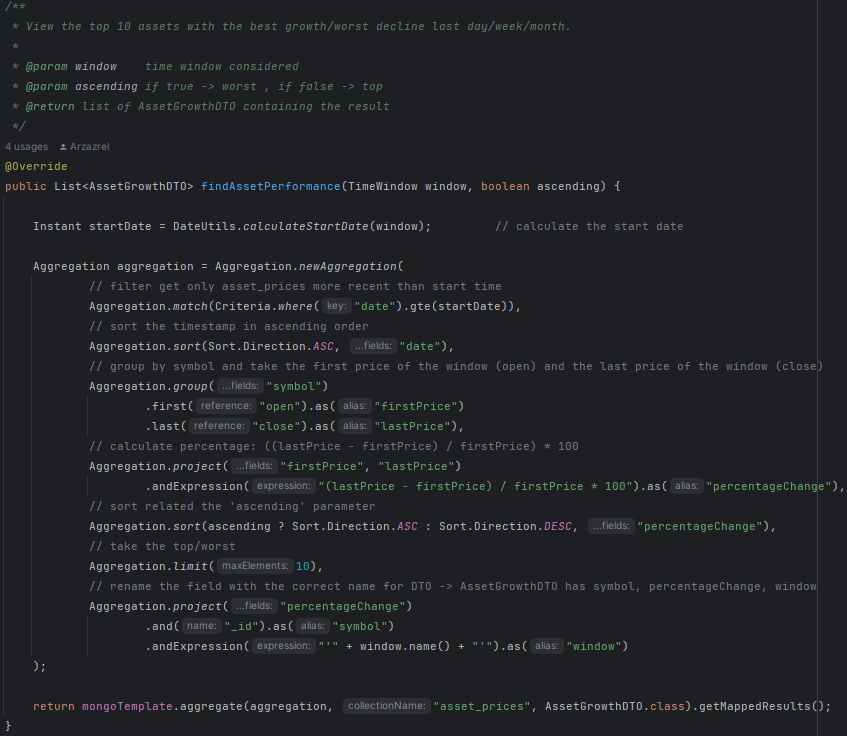 /**
 * View the top 10 assets with the best growth/worst decline last day/week/month.
 *
 * @param window    time window considered
 * @param ascending if true -> worst , if false -> top
 * @return list of AssetGrowthDTO containing the result
 */
4 usages  Arzazrel
@Override
public List<AssetGrowthDTO> findAssetPerformance(TimeWindow window, boolean ascending) {

    Instant startDate = DateUtils.calculateStartDate(window);         // calculate the start date

    Aggregation aggregation = Aggregation.newAggregation(
            // filter get only asset_prices more recent than start time
            Aggregation.match(Criteria.where( key: "date").gte(startDate)),
            // sort the timestamp in ascending order
            Aggregation.sort(Sort.Direction.ASC, ...fields: "date"),
            // group by symbol and take the first price of the window (open) and the last price of the window (close)
            Aggregation.group( ...fields: "symbol")
                    .first( reference: "open").as( alias: "firstPrice")
                    .last( reference: "close").as( alias: "lastPrice"),
            // calculate percentage: ((lastPrice - firstPrice) / firstPrice) * 100
            Aggregation.project( ...fields: "firstPrice", "lastPrice")
                    .andExpression( expression: "(lastPrice - firstPrice) / firstPrice * 100").as( alias: "percentageChange"),
            // sort related the 'ascending' parameter
            Aggregation.sort(ascending ? Sort.Direction.ASC : Sort.Direction.DESC, ...fields: "percentageChange"),
            // take the top/worst
            Aggregation.limit( maxElements: 10),
            // rename the field with the correct name for DTO -> AssetGrowthDTO has symbol, percentageChange, window
            Aggregation.project( ...fields: "percentageChange")
                    .and( name: "_id").as( alias: "symbol")
                    .andExpression( expression: "'" + window.name() + "'").as( alias: "window")
    );

    return mongoTemplate.aggregate(aggregation, collectionName: "asset_prices", AssetGrowthDTO.class).getMappedResults();
}